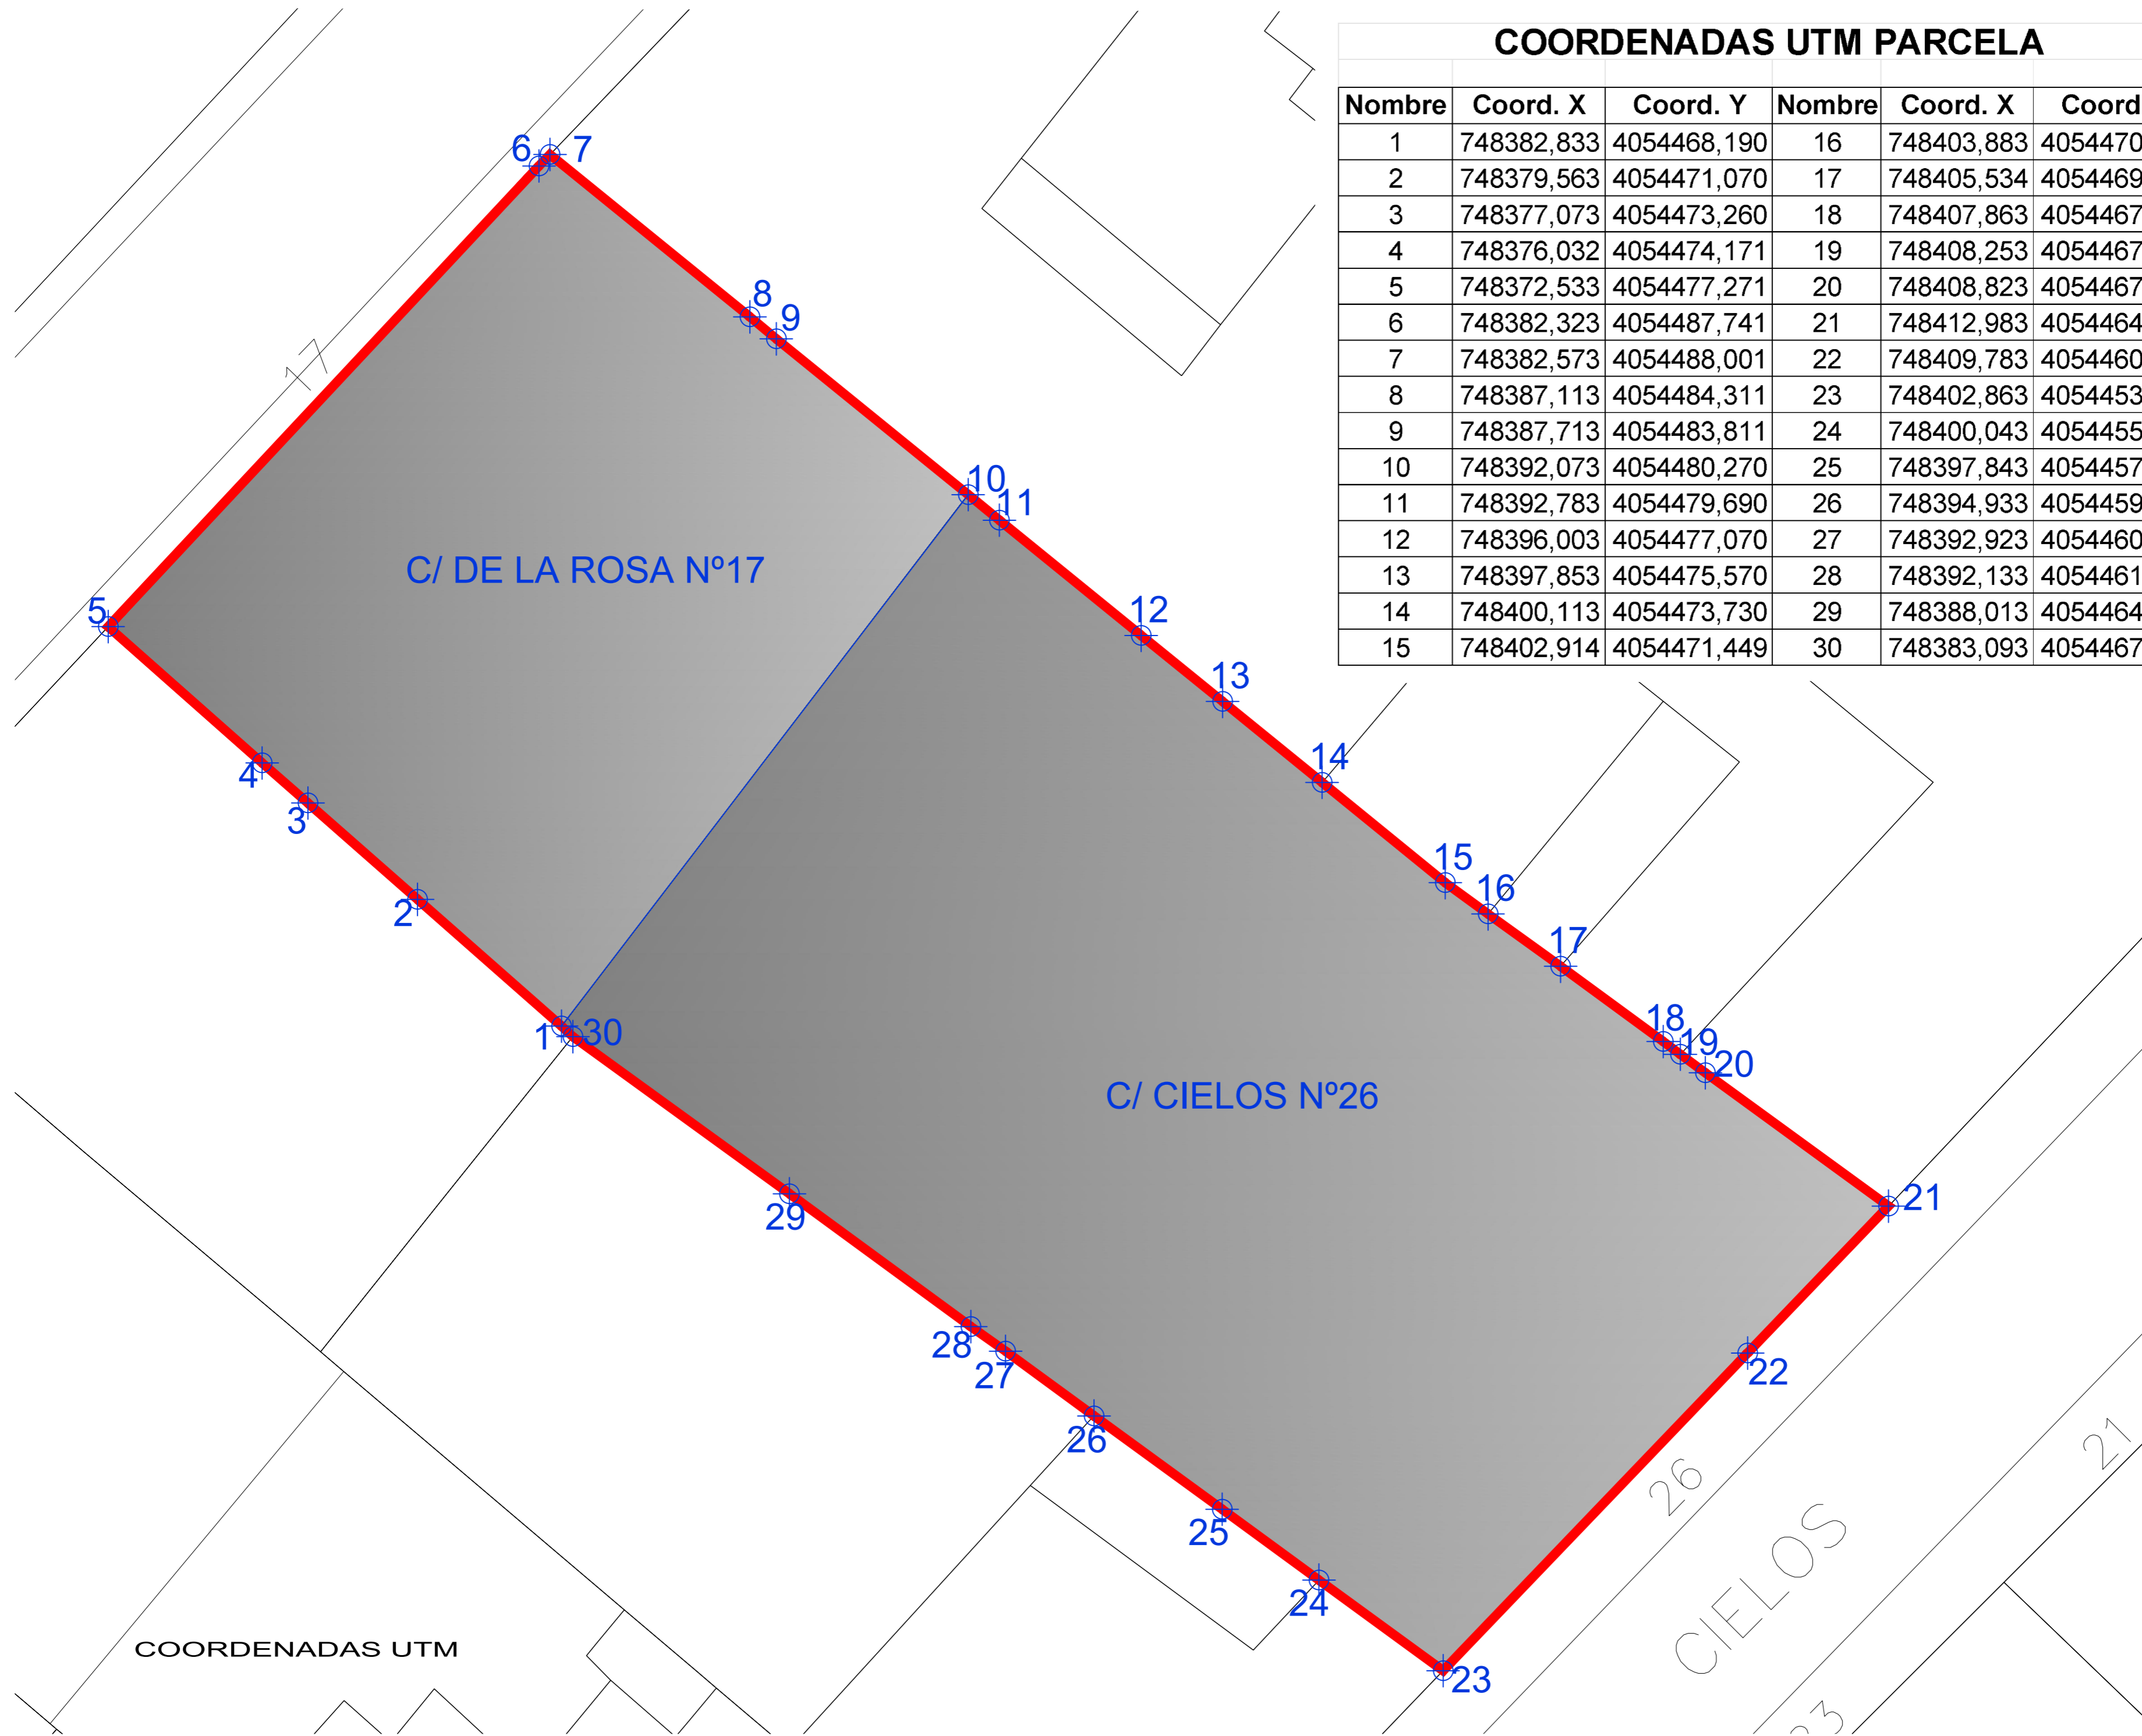 COORDENADAS UTM PARCELA
Nombre Coord. X Coord. Y Nombre Coord. X Coord
1 748382,833 4054468,190 16 748403,883 4054470
2 748379,563 4054471,070 17 748405,534 4054469
3 748377,073 4054473,260 18 748407,863 4054467
4 748376,032 4054474,171 19 748408,253 4054467
5 748372,533 4054477,271 20 748408,823 4054467
6 748382,323 4054487,741 21 748412,983 4054464
7 748382,573 4054488,001 22 748409,783 4054460
8 748387,113 4054484,311 23 748402,863 4054453
9 748387,713 4054483,811 24 748400,043 4054455
10 748392,073 4054480,270 25 748397,843 4054457
11 748392,783 4054479,690 26 748394,933 4054459
12 748396,003 4054477,070 27 748392,923 4054460
13 748397,853 4054475,570 28 748392,133 4054461
14 748400,113 4054473,730 29 748388,013 4054464
15 748402,914 4054471,449 30 748383,093 4054467
6 7
8
9
17
10
11
C/ DE LA ROSA Nº17
5
12
13
14
4
3
15
16
2
17
18
19
1 30
20
C/ CIELOS Nº26
21
29
28
27
22
26
21
26
25
CIELOS
24
COORDENADAS UTM
23